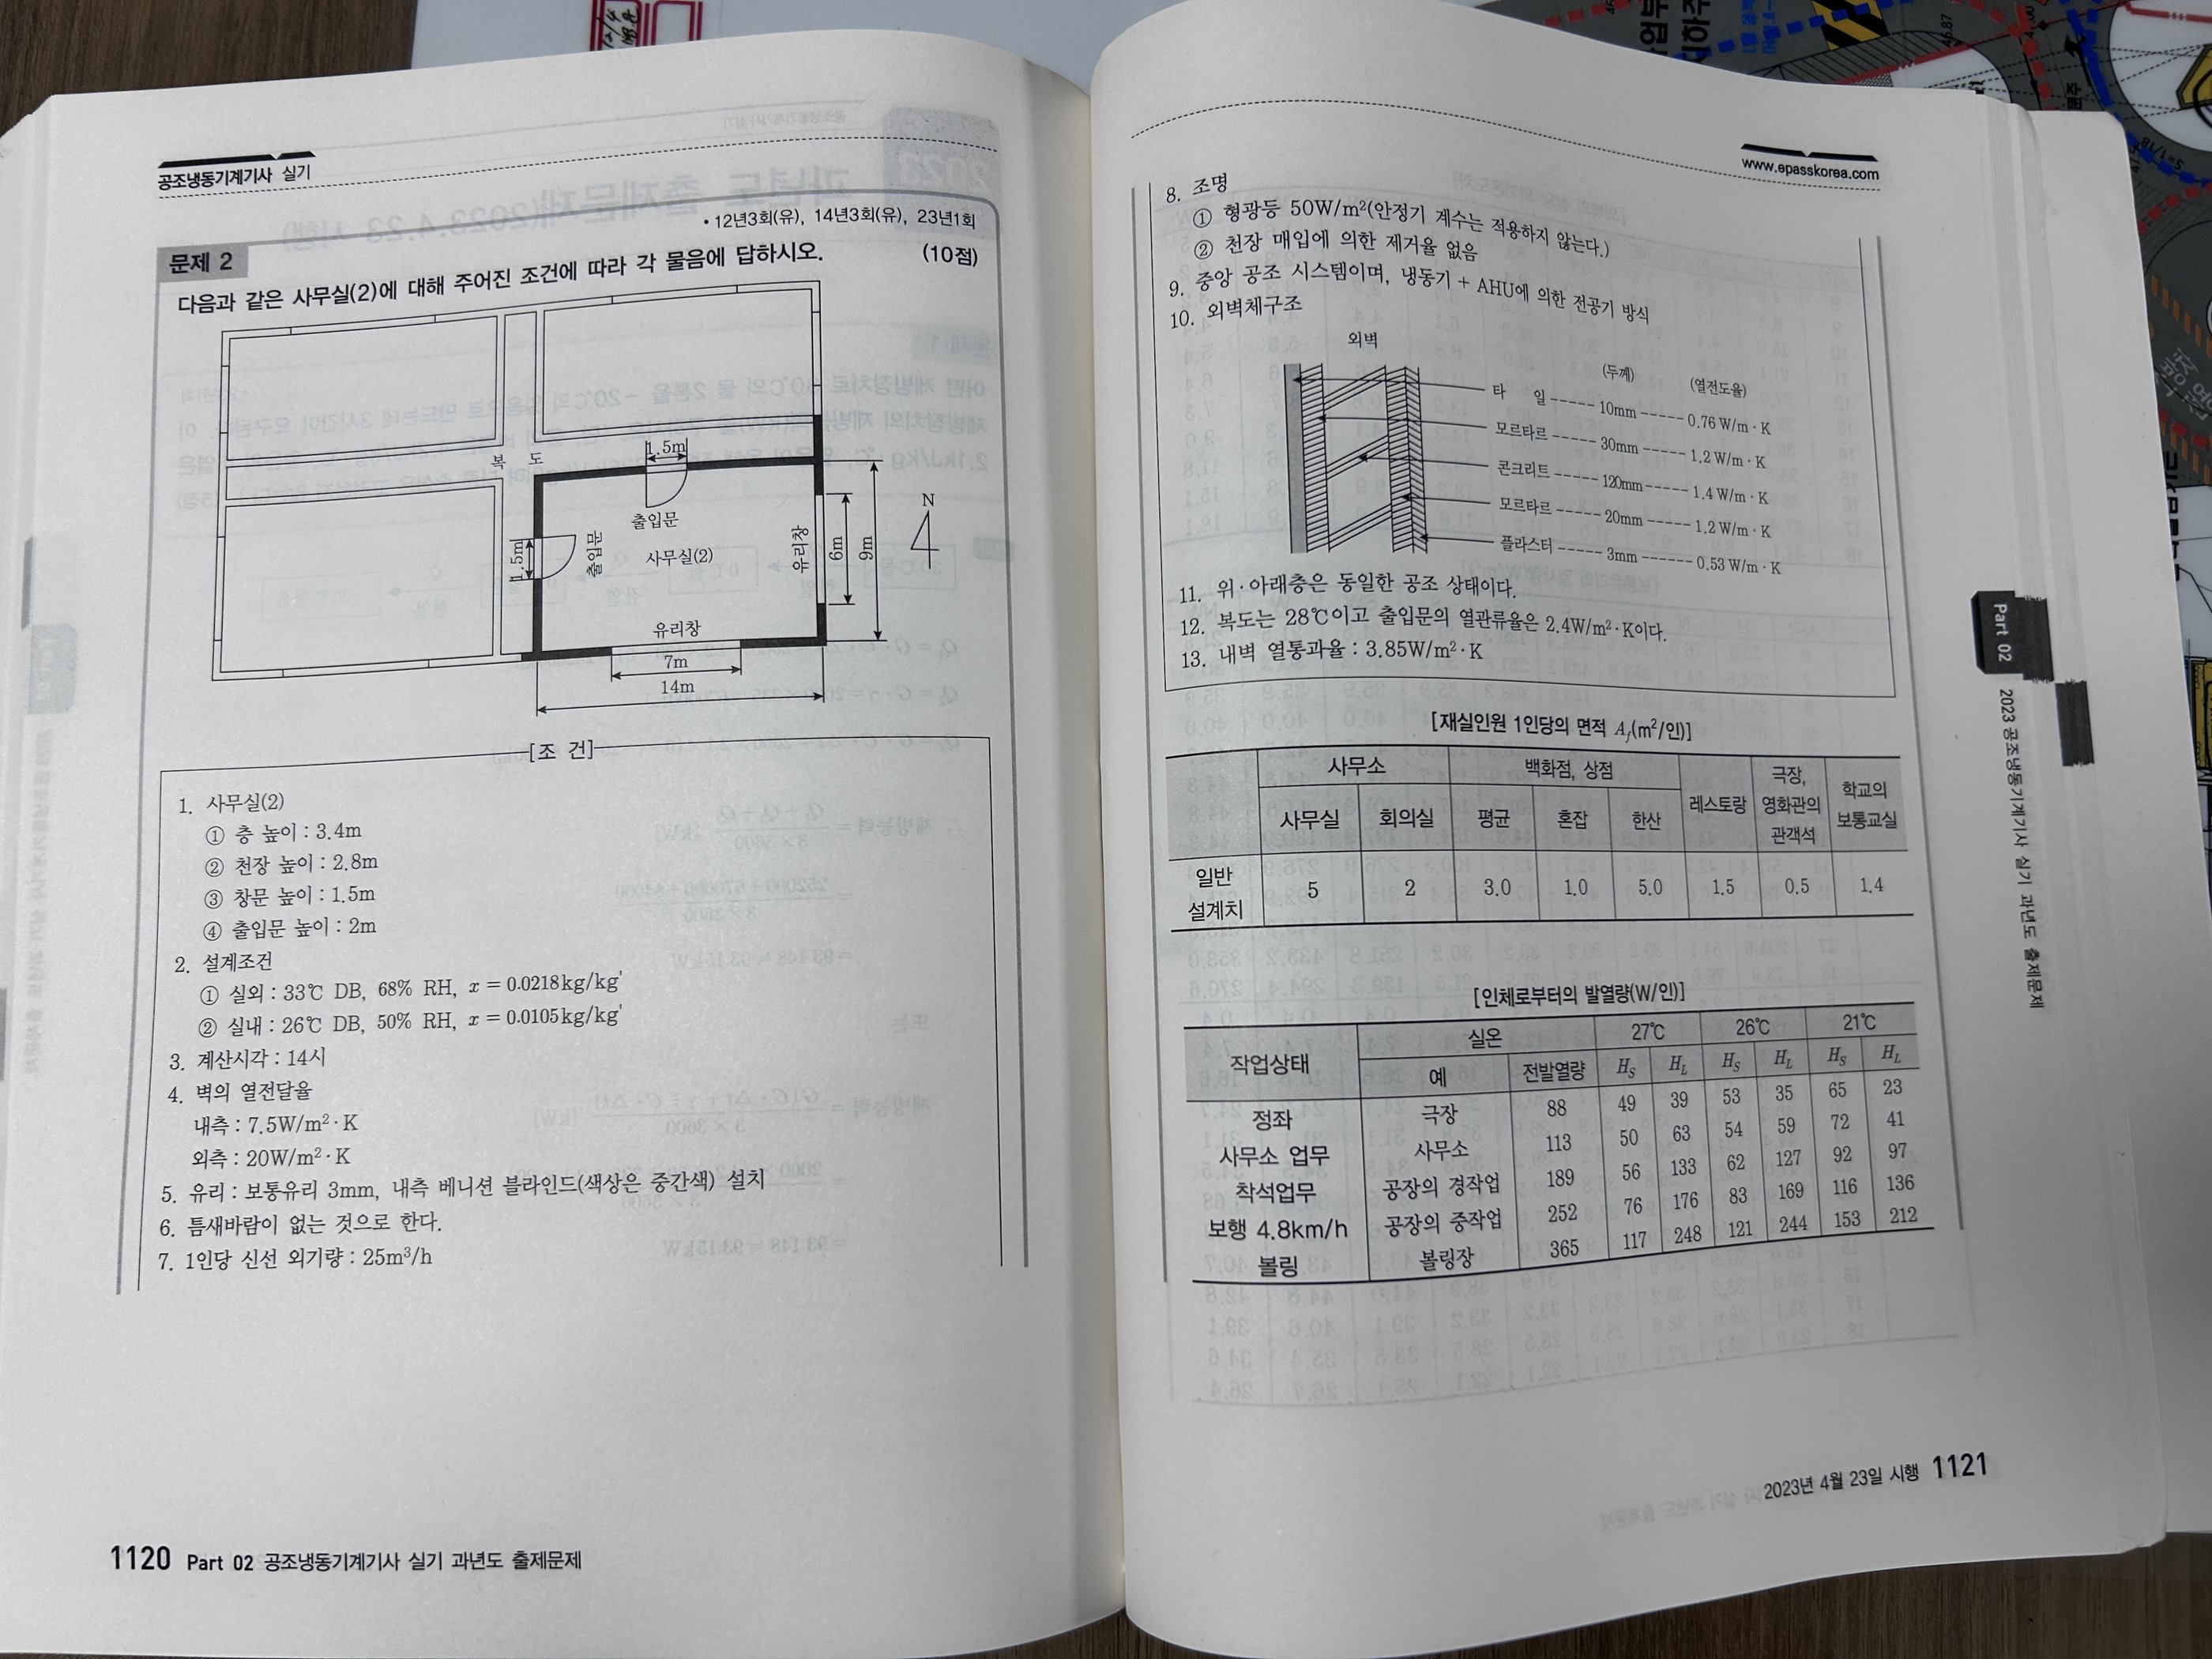 공조냉동기계기사 실기
• 12년3회(유), 14년3회(유), 23년1회
문제 2
다음과 같은 사무실(2)에 대해 주어진 조건에 따라 각 물음에 답하시오. (10점)
복 도
1.5m
출입문
1.5m
출입문
사무실(2)
유리창
6m
9m
N
유리창
7m
14m
[조 건]
1. 사무실(2)
① 층 높이 : 3.4m
② 천장 높이 : 2.8m
③ 창문 높이 : 1.5m
④ 출입문 높이 : 2m
2. 설계조건
① 실외 : 33℃ DB, 68% RH, x = 0.0218kg/kg'
② 실내 : 26℃ DB, 50% RH, x = 0.0105kg/kg'
3. 계산시각 : 14시
4. 벽의 열전달율
내측 : 7.5W/m²·K
외측 : 20W/m²·K
5. 유리 : 보통유리 3mm, 내측 베니션 블라인드(색상은 중간색) 설치
6. 틈새바람이 없는 것으로 한다.
7. 1인당 신선 외기량 : 25m³/h
1120 Part 02 공조냉동기계기사 실기 과년도 출제문제
www.epasskorea.com
8. 조명
① 형광등 50W/m²(안정기 계수는 적용하지 않는다.)
② 천장 매입에 의한 제거율 없음
9. 중앙 공조 시스템이며, 냉동기 + AHU에 의한 전공기 방식
10. 외벽체구조
외벽
(두께) (열전도율)
타 일 ----- 10mm ----- 0.76 W/m·K
모르타르 ----- 30mm ----- 1.2 W/m·K
콘크리트 ----- 120mm ----- 1.4 W/m·K
모르타르 ----- 20mm ----- 1.2 W/m·K
플라스터 ----- 3mm ----- 0.53 W/m·K
11. 위·아래층은 동일한 공조 상태이다.
12. 복도는 28℃이고 출입문의 열관류율은 2.4W/m²·K이다.
13. 내벽 열통과율 : 3.85W/m²·K
[재실인원 1인당의 면적 Af(m²/인)]
사무소 백화점, 상점 레스토랑 극장, 영화관의 관객석 학교의 보통교실
사무실 회의실 평균 혼잡 한산
일반 설계치 5 2 3.0 1.0 5.0 1.5 0.5 1.4
[인체로부터의 발열량(W/인)]
작업상태 실온 27℃ 26℃ 21℃
예 전발열량 HS HL HS HL HS HL
정좌 극장 88 49 39 53 35 65 23
사무소 업무 사무소 113 50 63 54 59 72 41
착석업무 공장의 경작업 189 56 133 62 127 92 97
보행 4.8km/h 공장의 중작업 252 76 176 83 169 116 136
볼링 볼링장 365 117 248 121 244 153 212
Part 02
2023 공조냉동기계기사 실기 과년도 출제문제
2023년 4월 23일 시행 1121